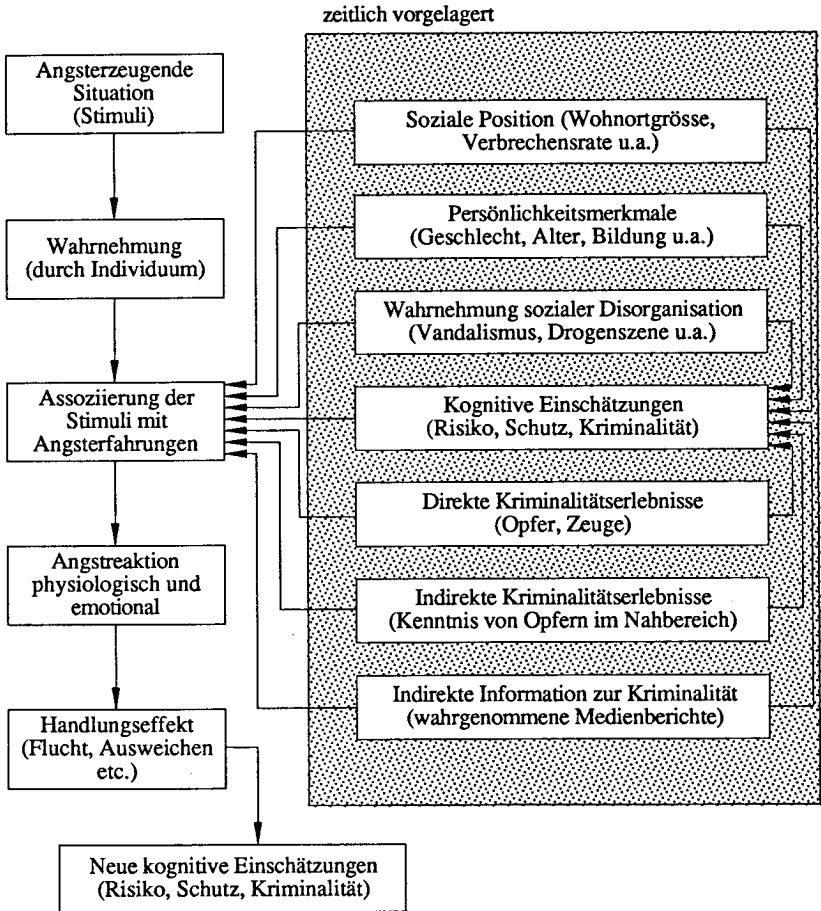 zeitlich vorgelagert
Angsterzeugende
Situation
(Stimuli)
Wahrnehmung
(durch Individuum)
Assoziierung der
Stimuli mit
Angsterfahrungen
Angstreaktion
physiologisch und
emotional
Handlungseffekt
(Flucht, Ausweichen
etc.)
Neue kognitive Einschätzungen
(Risiko, Schutz, Kriminalität)
Soziale Position (Wohnortgrösse,
Verbrechensrate u.a.)
Persönlichkeitsmerkmale
(Geschlecht, Alter, Bildung u.a.)
Wahrnehmung sozialer Disorganisation
(Vandalismus, Drogenszene u.a.)
Kognitive Einschätzungen
(Risiko, Schutz, Kriminalität)
Direkte Kriminalitätserlebnisse
(Opfer, Zeuge)
Indirekte Kriminalitätserlebnisse
(Kenntnis von Opfern im Nahbereich)
Indirekte Information zur Kriminalität
(wahrgenommene Medienberichte)